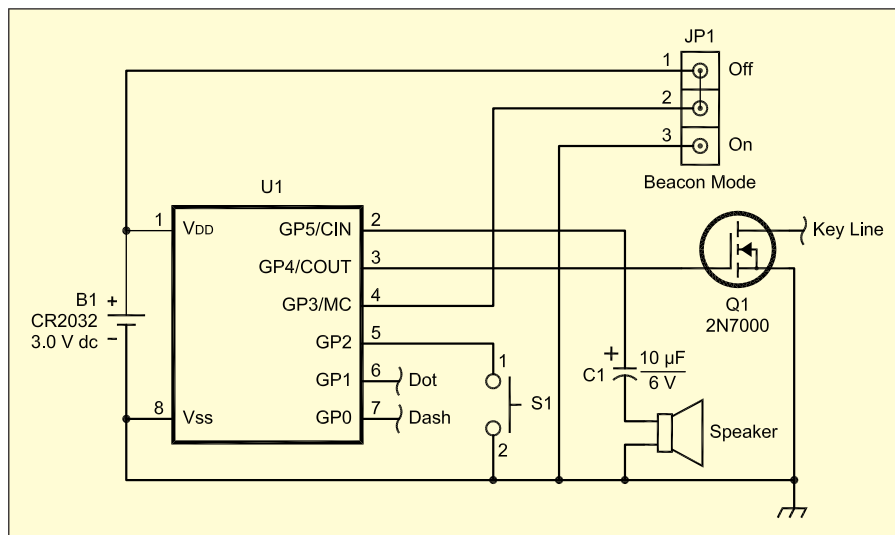 JP1
1 Off
2
3 On
Beacon Mode
U1
1 VDD GP5/CIN 2
GP4/COUT 3
GP3/MC 4
GP2 5
GP1 6 Dot
8 Vss GP0 7 Dash
B1 +
CR2032
3.0 V dc −
Key Line
Q1
2N7000
1
S1
2
+
C1 10 µF
6 V
Speaker